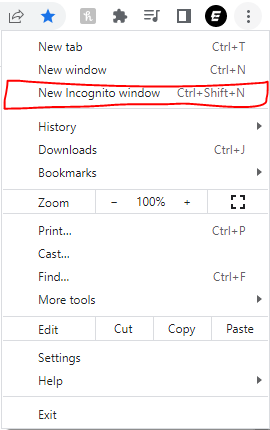 New tab Ctrl+T
New window Ctrl+N
New Incognito window Ctrl+Shift+N
History
Downloads Ctrl+J
Bookmarks
Zoom − 100% +
Print... Ctrl+P
Cast...
Find... Ctrl+F
More tools
Edit Cut Copy Paste
Settings
Help
Exit